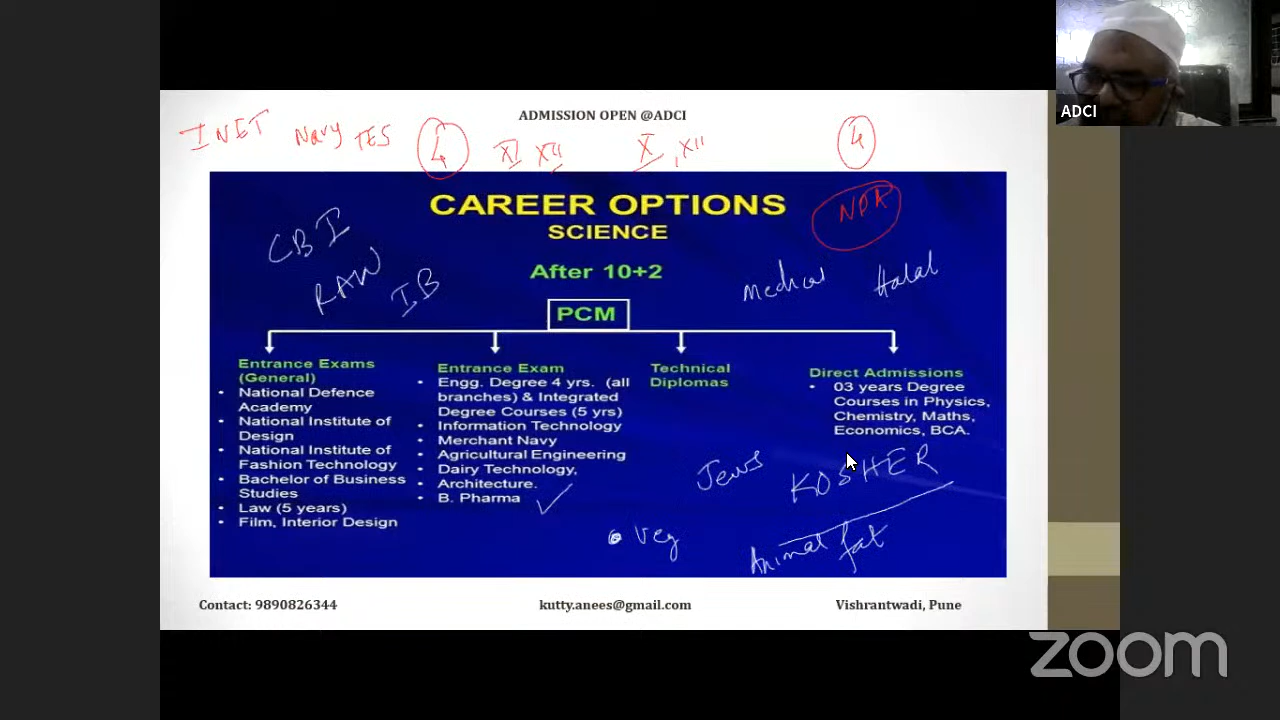 ADCI
ADMISSION OPEN @ADCI
INET Navy TES 4 XI XII X, XII 4
CAREER OPTIONS
NPR
SCIENCE
CBI
RAW
IB
After 10+2
Medical Halal
PCM
Entrance Exams
(General)
• National Defence
Academy
• National Institute of
Design
• National Institute of
Fashion Technology
• Bachelor of Business
Studies
• Law (5 years)
• Film, Interior Design
Entrance Exam
• Engg. Degree 4 yrs. (all
branches) & Integrated
Degree Courses (5 yrs)
• Information Technology
• Merchant Navy
• Agricultural Engineering
• Dairy Technology,
• Architecture.
• B. Pharma
Technical
Diplomas
Direct Admissions
• 03 years Degree
Courses in Physics,
Chemistry, Maths,
Economics, BCA.
Jews KOSHER
• Veg Animal fat
Contact: 9890826344 kutty.anees@gmail.com Vishrantwadi, Pune
zoom